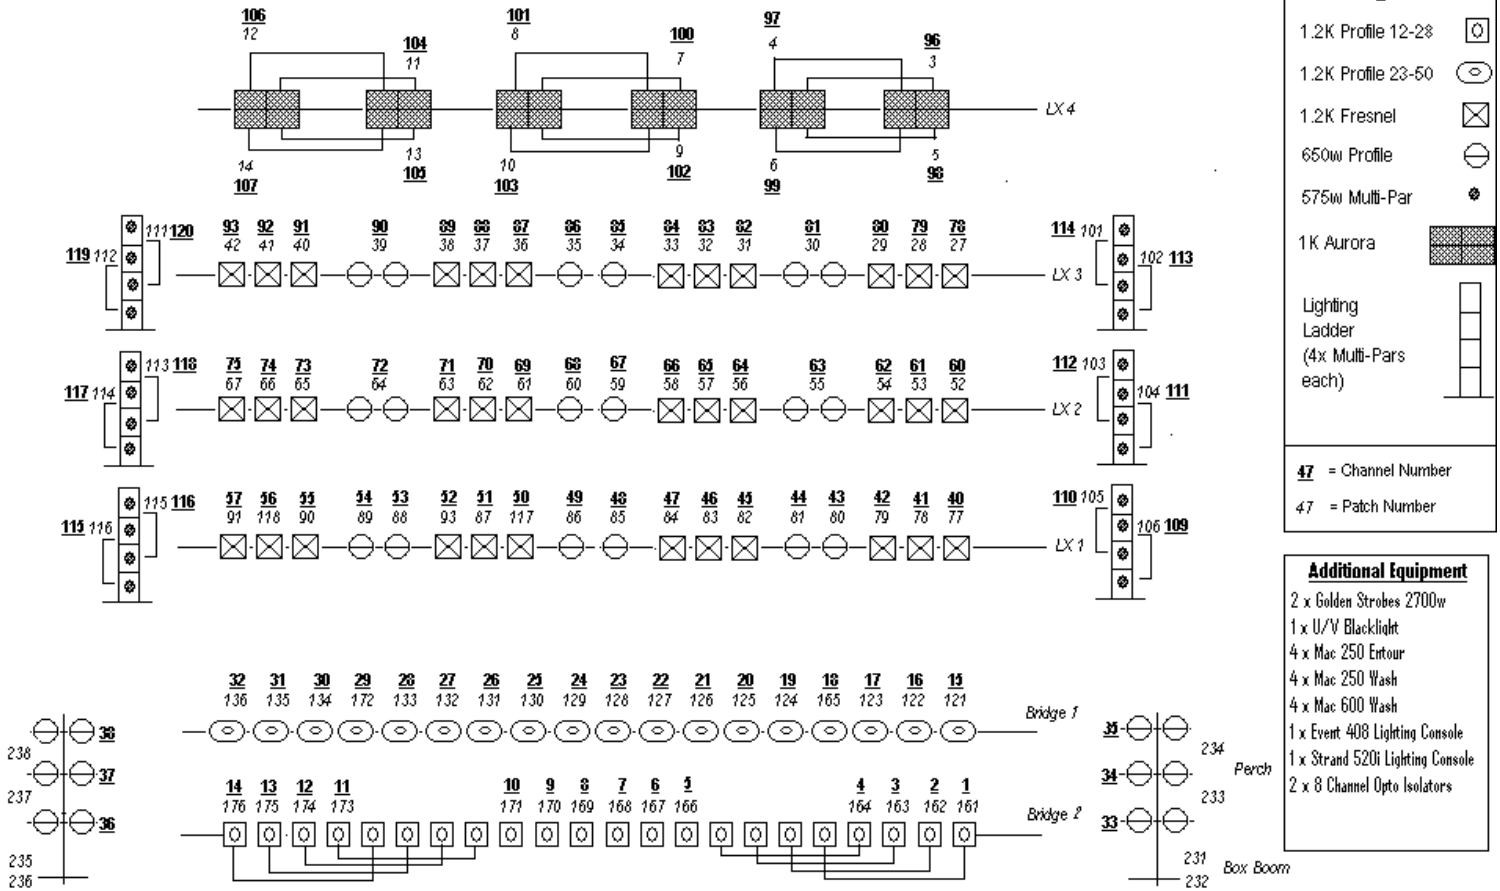 106 101 97
12 8 4
104 100 96
11 7 3
LX 4
14 13 10 9 6 5
107 105 103 102 99 98
111 120 93 92 91 90 89 88 87 86 85 84 83 82 81 80 79 78 114 101
42 41 40 39 38 37 36 35 34 33 32 31 30 29 28 27
119 112 LX 3 102 113
113 118 75 74 73 72 71 70 69 68 67 66 65 64 63 62 61 60 112 103
67 66 65 64 63 62 61 60 59 58 57 56 55 54 53 52
117 114 LX 2 104 111
115 116 57 56 55 54 53 52 51 50 49 48 47 46 45 44 43 42 41 40 110 105
91 118 90 89 88 93 87 117 86 85 84 83 82 81 80 79 78 77
115 116 LX 1 106 109
32 31 30 29 28 27 26 25 24 23 22 21 20 19 18 17 16 15
136 135 134 172 133 132 131 130 129 128 127 126 125 124 165 123 122 121
Bridge 1
38 35
238 234
37 34 Perch
237 233
36 33
235 231
236 232 Box Boom
14 13 12 11 10 9 8 7 6 5 4 3 2 1
176 175 174 173 171 170 169 168 167 166 164 163 162 161
Bridge 2
1.2K Profile 12-28
1.2K Profile 23-50
1.2K Fresnel
650w Profile
575w Multi-Par
1K Aurora
Lighting
Ladder
(4x Multi-Pars
each)
47 = Channel Number
47 = Patch Number
Additional Equipment
2 x Golden Strobes 2700w
1 x U/V Blacklight
4 x Mac 250 Entour
4 x Mac 250 Wash
4 x Mac 600 Wash
1 x Event 408 Lighting Console
1 x Strand 520i Lighting Console
2 x 8 Channel Opto Isolators